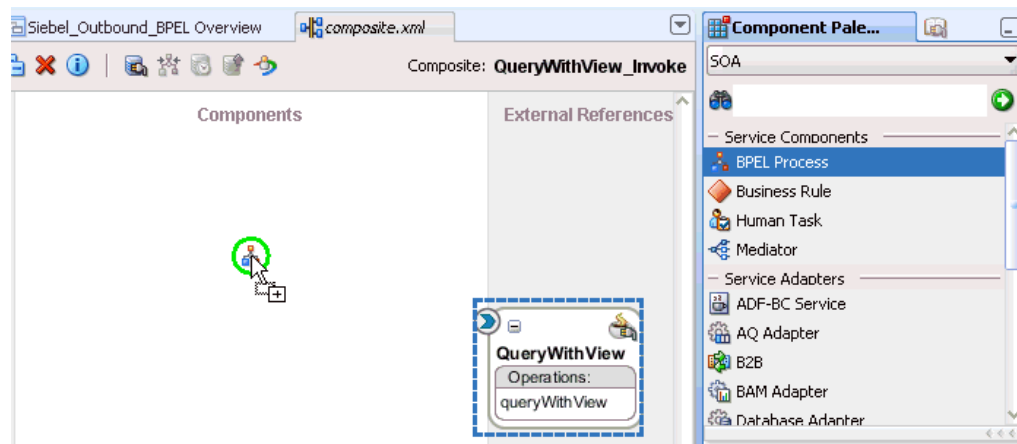 Siebel_Outbound_BPEL Overview
composite.xml
Component Pale...
Composite: QueryWithView_Invoke
SOA
Components
External References
Service Components
BPEL Process
Business Rule
Human Task
Mediator
Service Adapters
ADF-BC Service
AQ Adapter
B2B
BAM Adapter
Database Adapter
QueryWithView
Operations:
queryWithView